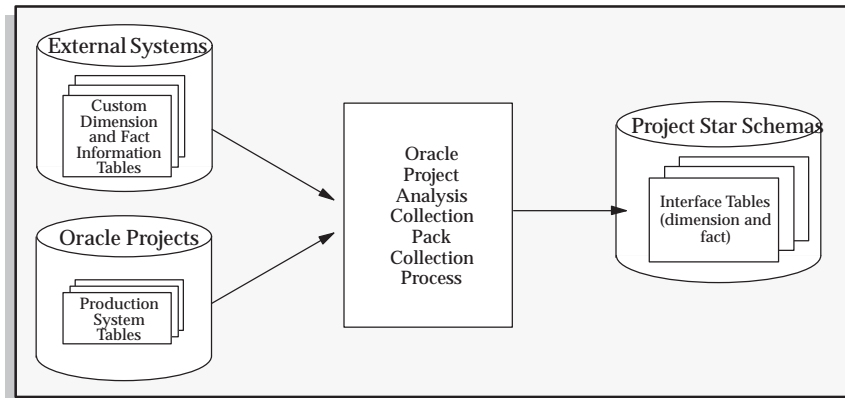 External Systems
Custom
Dimension
and Fact
Information
Tables
Oracle Projects
Production
System
Tables
Oracle
Project
Analysis
Collection
Pack
Collection
Process
Project Star Schemas
Interface Tables
(dimension and
fact)